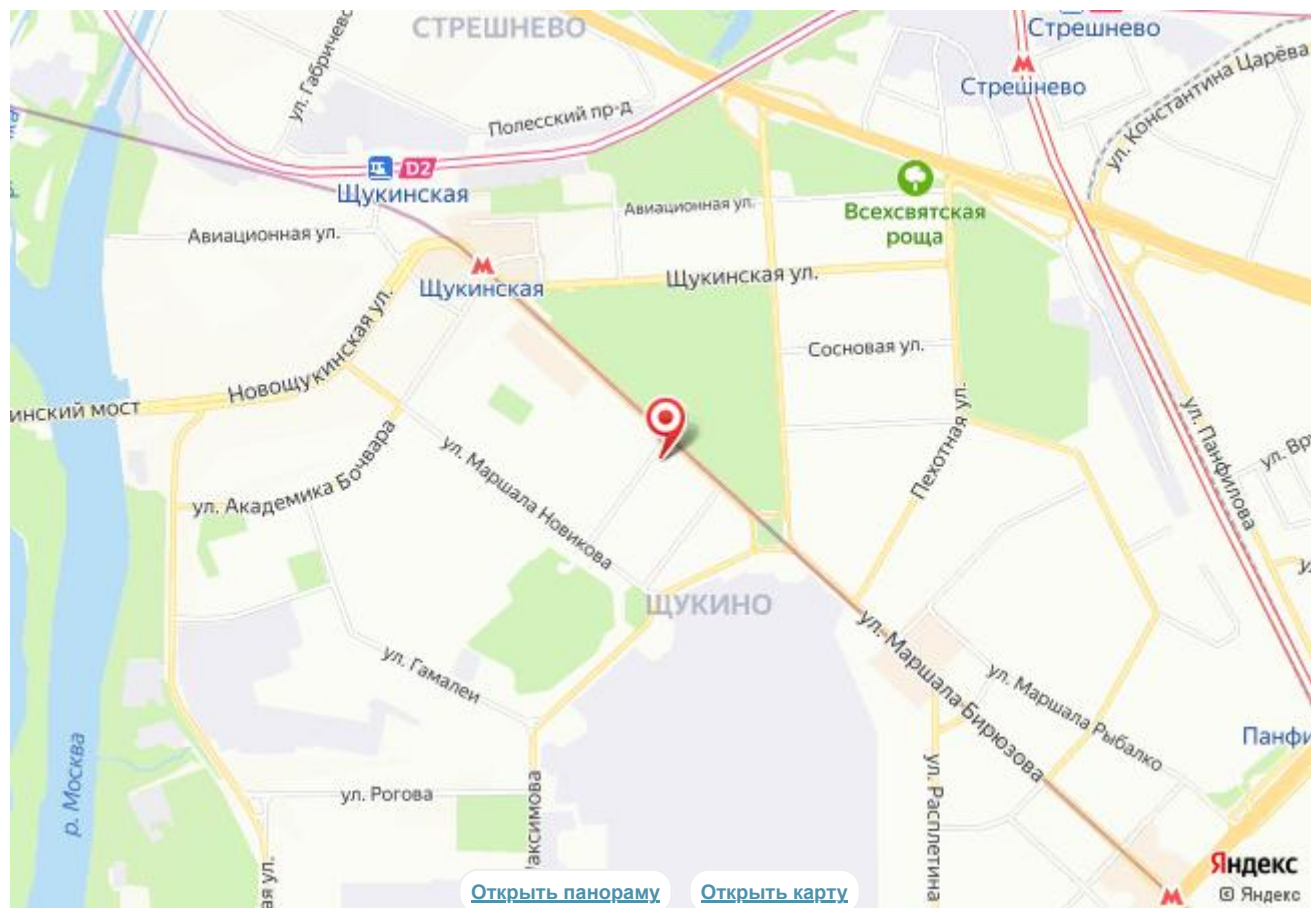 СТРЕШНЕВО
Стрешнево
Стрешнево
ул. Константина Царёва
Полесский пр-д
D2
Щукинская
Авиационная ул.
Авиационная ул.
Всехсвятская
роща
Щукинская
Щукинская ул.
Новощукинская ул.
инский мост
Сосновая ул.
Пехотная ул.
ул. Панфилова
ул. Вр
ул. Академика Бочвара
ул. Маршала Новикова
ЩУКИНО
ул. Гамалеи
ул. Маршала Бирюзова
ул. Маршала Рыбалко
Панфи
р. Москва
ул. Рогова
аксимова
ул. Расплетина
ая ул.
Яндекс
© Яндекс
Открыть панораму
Открыть карту